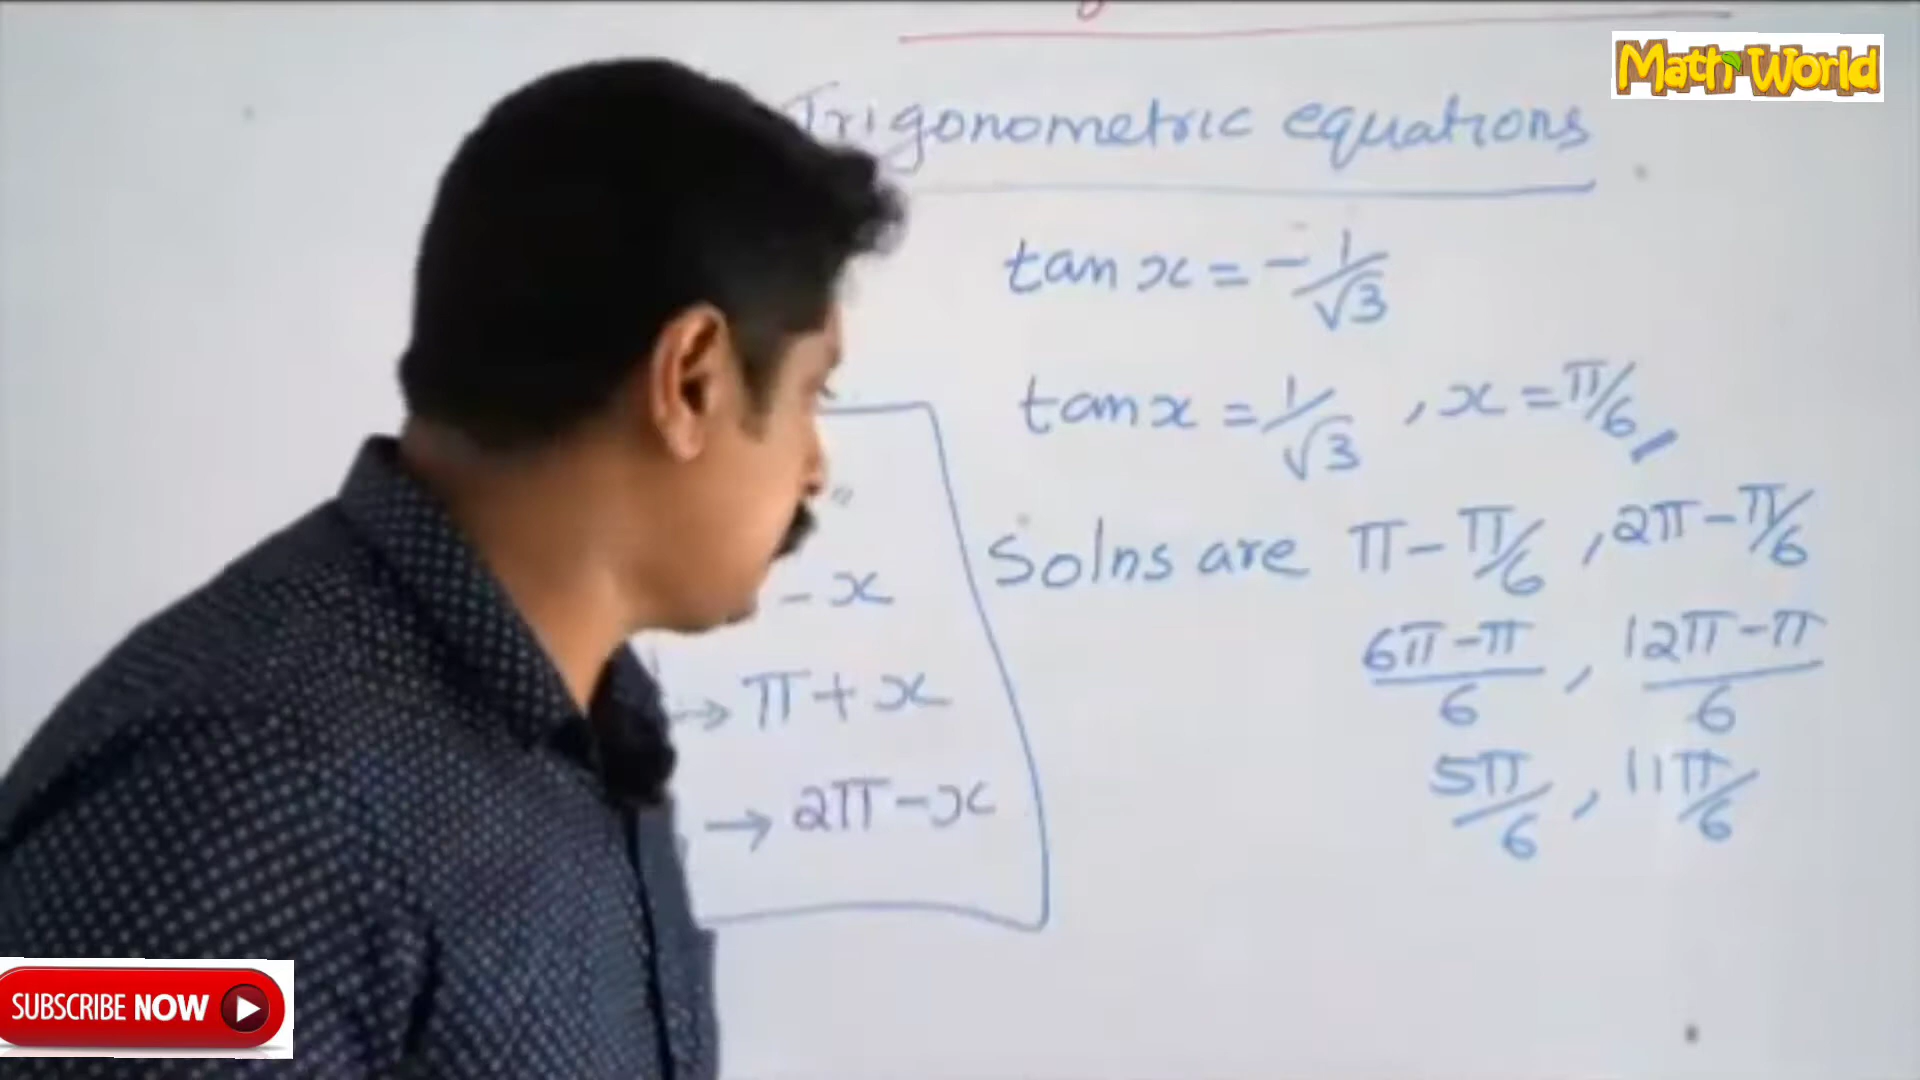 Math World
Trigonometric equations
tan x = -1/√3
tan x = 1/√3 , x = π/6,
Solns are π - π/6 , 2π - π/6
- x
6π - π/6 , 12π - π/6
→ π + x
5π/6 , 11π/6
→ 2π - x
SUBSCRIBE NOW